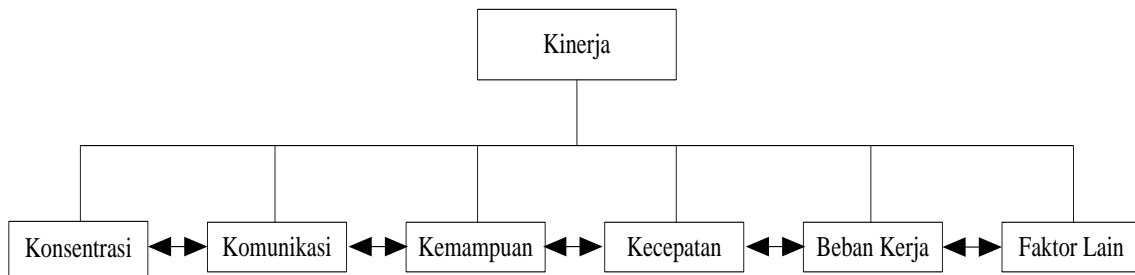 Kinerja
Konsentrasi
Komunikasi
Kemampuan
Kecepatan
Beban Kerja
Faktor Lain